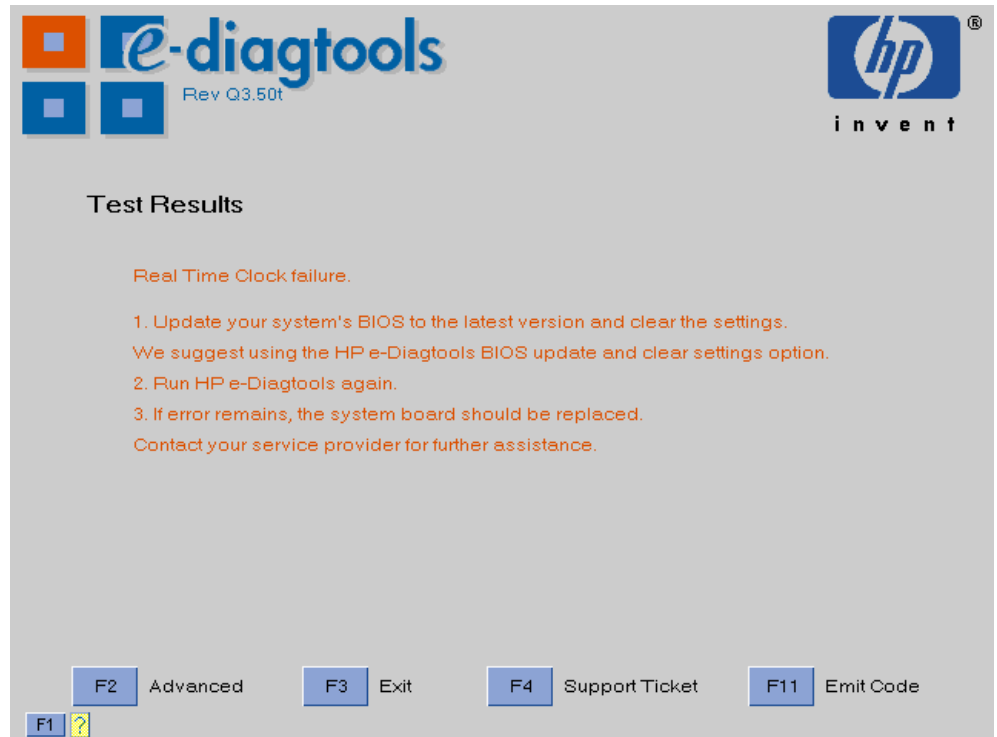 e-diagtools
Rev Q3.50t
hp
®
invent
Test Results
Real Time Clock failure.
1. Update your system's BIOS to the latest version and clear the settings.
We suggest using the HP e-Diagtools BIOS update and clear settings option.
2. Run HP e-Diagtools again.
3. If error remains, the system board should be replaced.
Contact your service provider for further assistance.
F2 Advanced F3 Exit F4 Support Ticket F11 Emit Code
F1 ?